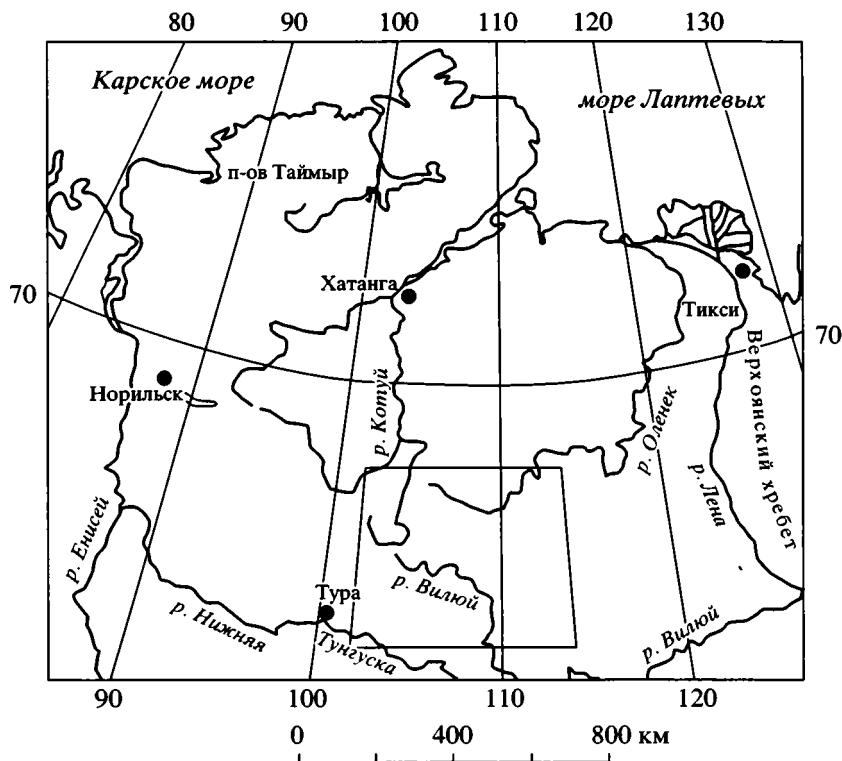 80 90 100 110 120 130
Карское море
море Лаптевых
п-ов Таймыр
Хатанга
70
Тикси
70
Норильск
р. Котуй
р. Оленек
Верхоянский хребет
р. Лена
р. Енисей
Тура
р. Вилюй
р. Нижняя
Тунгуска
р. Вилюй
90 100 110 120
0 400 800 км